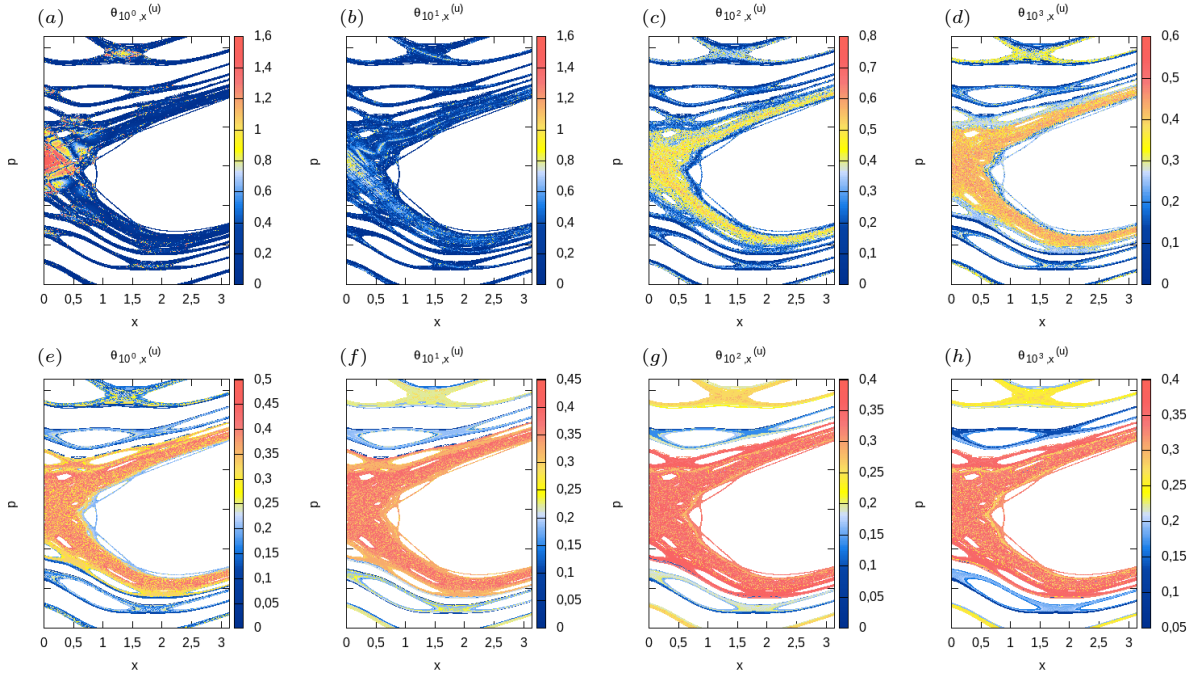 (a) θ10⁰,x(u)
(b) θ10¹,x(u)
(c) θ10²,x(u)
(d) θ10³,x(u)
1,6
1,4
1,2
1
0,8
0,6
0,4
0,2
0
p
0 0,5 1 1,5 2 2,5 3
x
1,6
1,4
1,2
1
0,8
0,6
0,4
0,2
0
p
0 0,5 1 1,5 2 2,5 3
x
0,8
0,7
0,6
0,5
0,4
0,3
0,2
0,1
0
p
0 0,5 1 1,5 2 2,5 3
x
0,6
0,5
0,4
0,3
0,2
0,1
0
p
0 0,5 1 1,5 2 2,5 3
x
(e) θ10⁰,x(u)
(f) θ10¹,x(u)
(g) θ10²,x(u)
(h) θ10³,x(u)
0,5
0,45
0,4
0,35
0,3
0,25
0,2
0,15
0,1
0,05
0
p
0 0,5 1 1,5 2 2,5 3
x
0,45
0,4
0,35
0,3
0,25
0,2
0,15
0,1
0,05
0
p
0 0,5 1 1,5 2 2,5 3
x
0,4
0,35
0,3
0,25
0,2
0,15
0,1
0,05
0
p
0 0,5 1 1,5 2 2,5 3
x
0,4
0,35
0,3
0,25
0,2
0,15
0,1
0,05
p
0 0,5 1 1,5 2 2,5 3
x